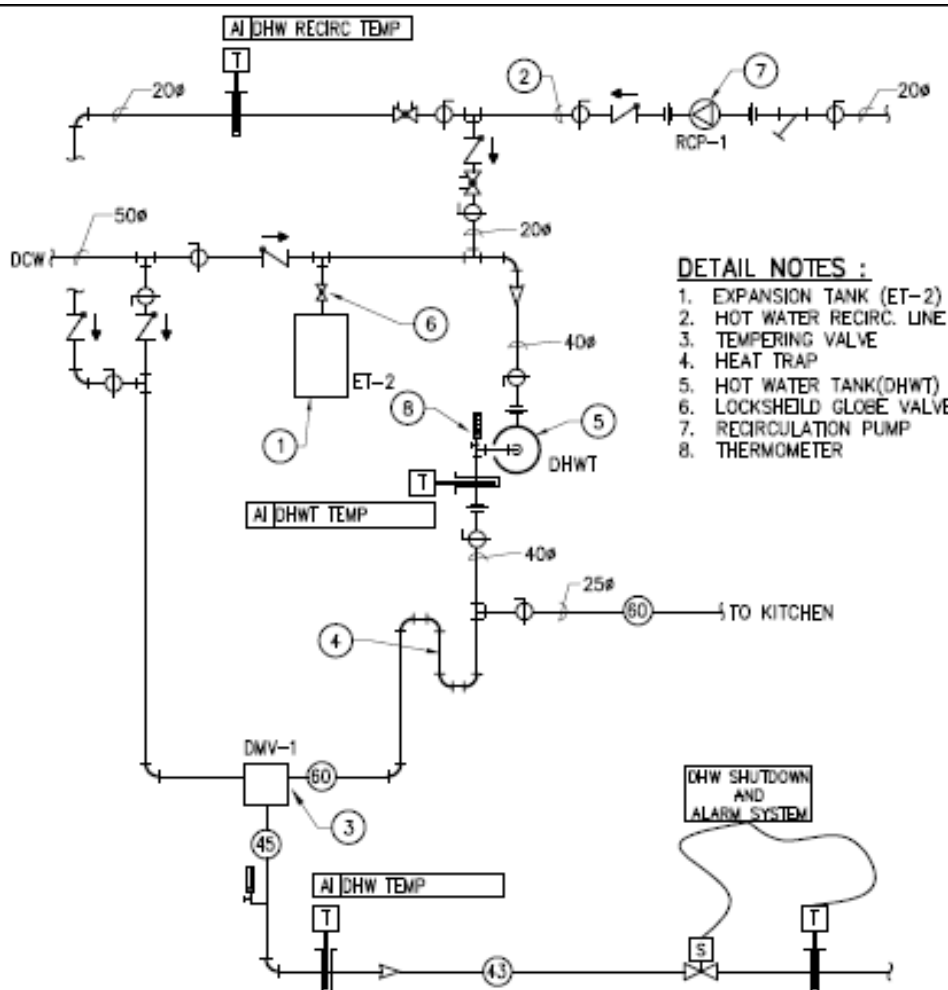 AI DHW RECIRC TEMP
T
2
7
20ø
20ø
RCP-1
50ø
20ø
DCW
DETAIL NOTES :
1. EXPANSION TANK (ET-2)
2. HOT WATER RECIRC. LINE
3. TEMPERING VALVE
4. HEAT TRAP
5. HOT WATER TANK(DHWT)
6. LOCKSHEILD GLOBE VALVE
7. RECIRCULATION PUMP
8. THERMOMETER
6
40ø
ET-2
8
5
1
DHWT
T
AI DHWT TEMP
40ø
25ø
60
TO KITCHEN
4
DMV-1
60
3
45
DHW SHUTDOWN
AND
ALARM SYSTEM
AI DHW TEMP
T
S
T
43